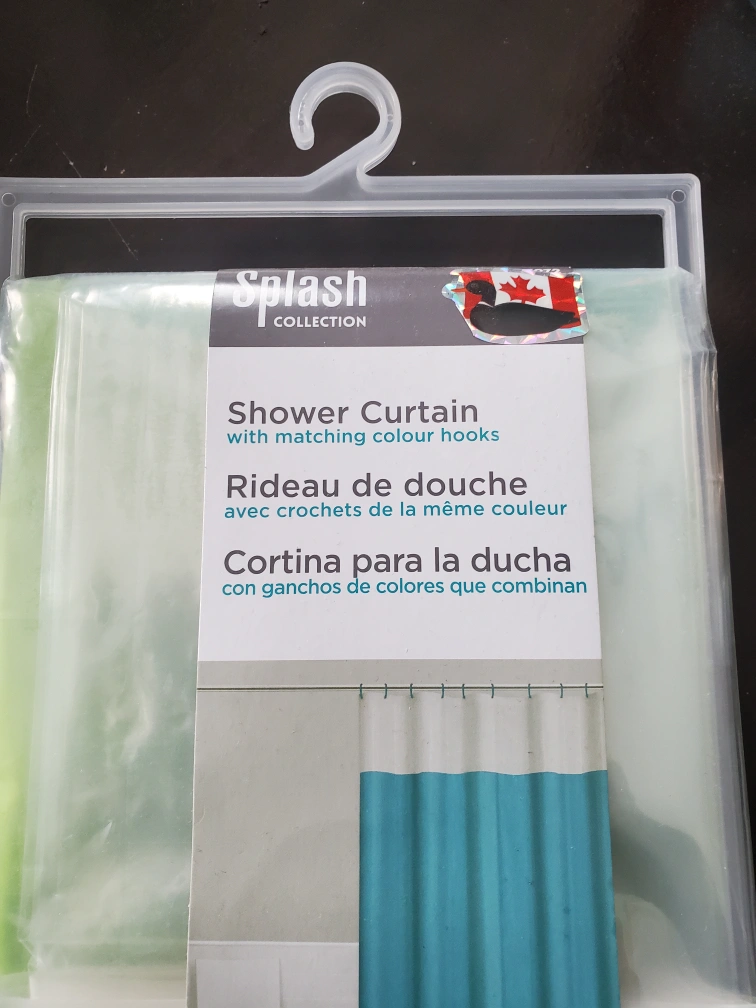 Splash
COLLECTION
Shower Curtain
with matching colour hooks
Rideau de douche
avec crochets de la même couleur
Cortina para la ducha
con ganchos de colores que combinan